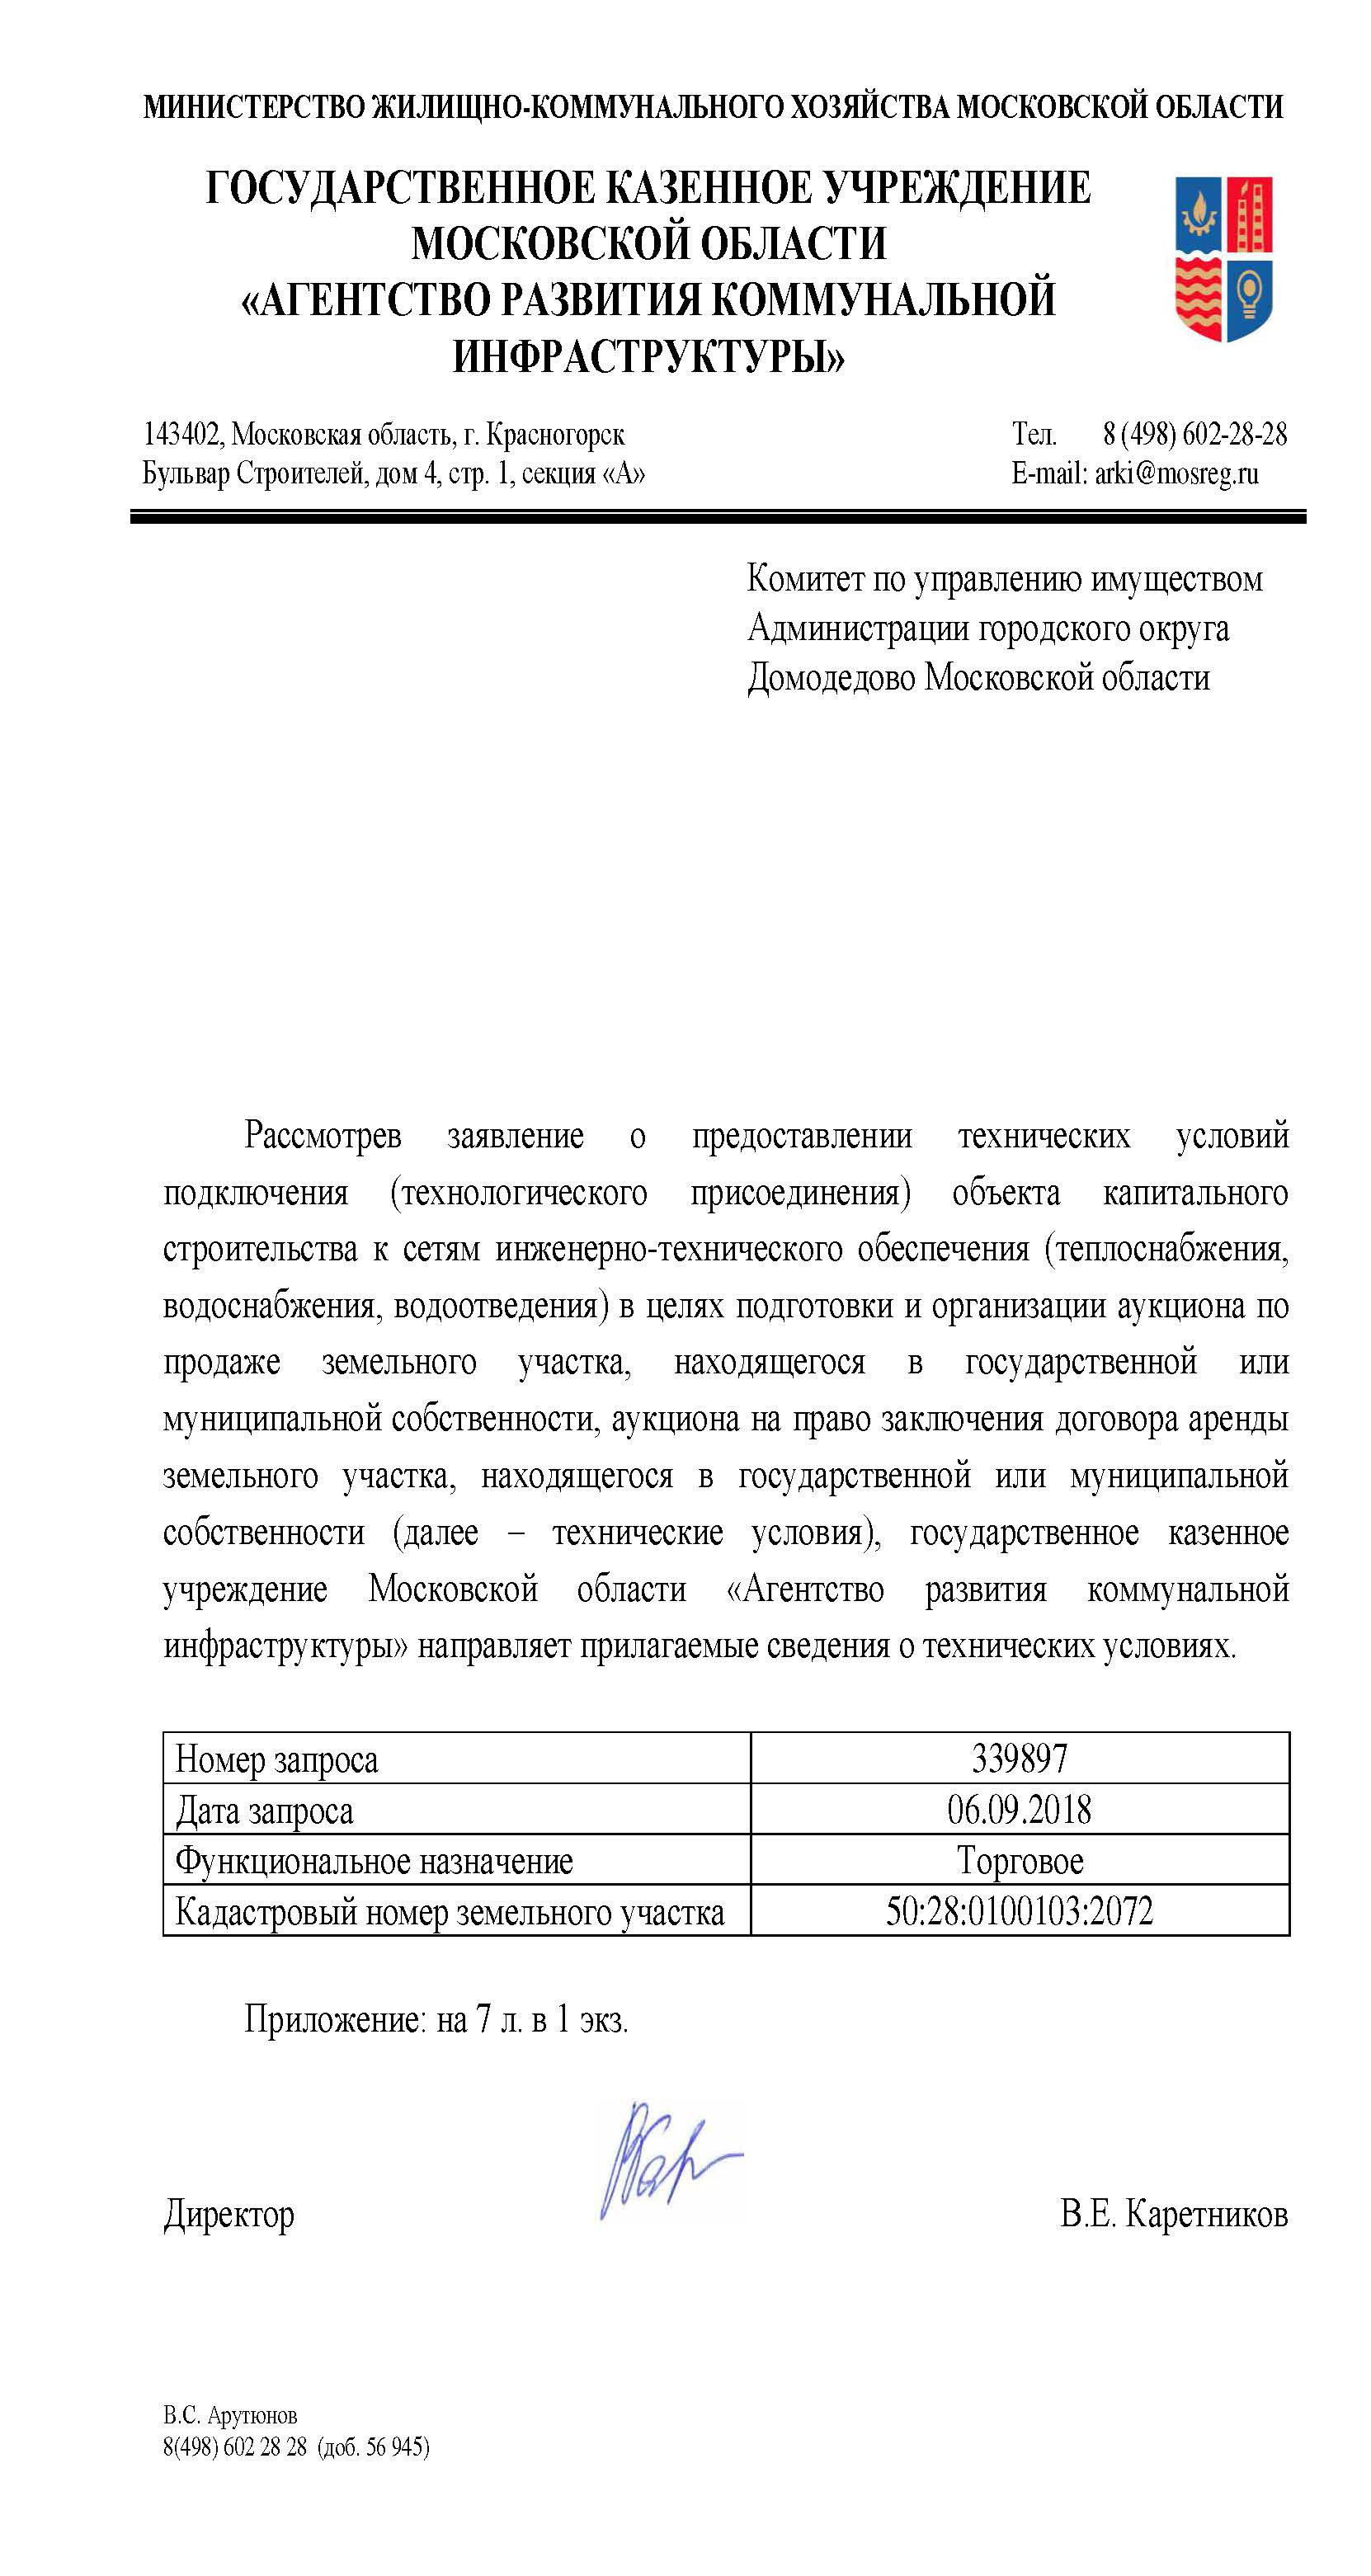 МИНИСТЕРСТВО ЖИЛИЩНО-КОММУНАЛЬНОГО ХОЗЯЙСТВА МОСКОВСКОЙ ОБЛАСТИ
ГОСУДАРСТВЕННОЕ КАЗЕННОЕ УЧРЕЖДЕНИЕ
МОСКОВСКОЙ ОБЛАСТИ
«АГЕНТСТВО РАЗВИТИЯ КОММУНАЛЬНОЙ
ИНФРАСТРУКТУРЫ»
143402, Московская область, г. Красногорск
Бульвар Строителей, дом 4, стр. 1, секция «А»
Тел. 8 (498) 602-28-28
E-mail: arki@mosreg.ru
Комитет по управлению имуществом
Администрации городского округа
Домодедово Московской области
Рассмотрев заявление о предоставлении технических условий
подключения (технологического присоединения) объекта капитального
строительства к сетям инженерно-технического обеспечения (теплоснабжения,
водоснабжения, водоотведения) в целях подготовки и организации аукциона по
продаже земельного участка, находящегося в государственной или
муниципальной собственности, аукциона на право заключения договора аренды
земельного участка, находящегося в государственной или муниципальной
собственности (далее – технические условия), государственное казенное
учреждение Московской области «Агентство развития коммунальной
инфраструктуры» направляет прилагаемые сведения о технических условиях.
Номер запроса 339897
Дата запроса 06.09.2018
Функциональное назначение Торговое
Кадастровый номер земельного участка 50:28:0100103:2072
Приложение: на 7 л. в 1 экз.
Директор В.Е. Каретников
В.С. Арутюнов
8(498) 602 28 28 (доб. 56 945)